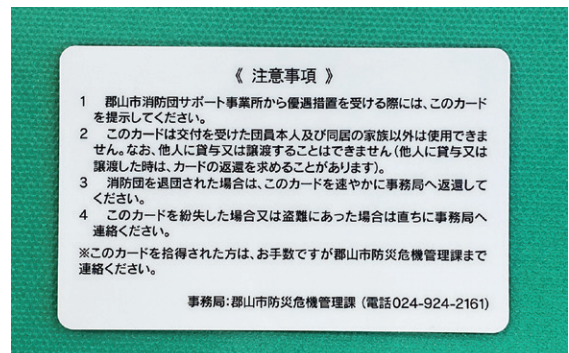 《 注意事項 》
1 郡山市消防団サポート事業所から優遇措置を受ける際には、このカード
を提示してください。
2 このカードは交付を受けた団員本人及び同居の家族以外は使用できま
せん。なお、他人に貸与又は譲渡することはできません(他人に貸与又は
譲渡した時は、カードの返還を求めることがあります)。
3 消防団を退団された場合は、このカードを速やかに事務局へ返還して
ください。
4 このカードを紛失した場合又は盗難にあった場合は直ちに事務局へ
連絡ください。
※このカードを拾得された方は、お手数ですが郡山市防災危機管理課まで
連絡ください。
事務局:郡山市防災危機管理課 (電話024-924-2161)